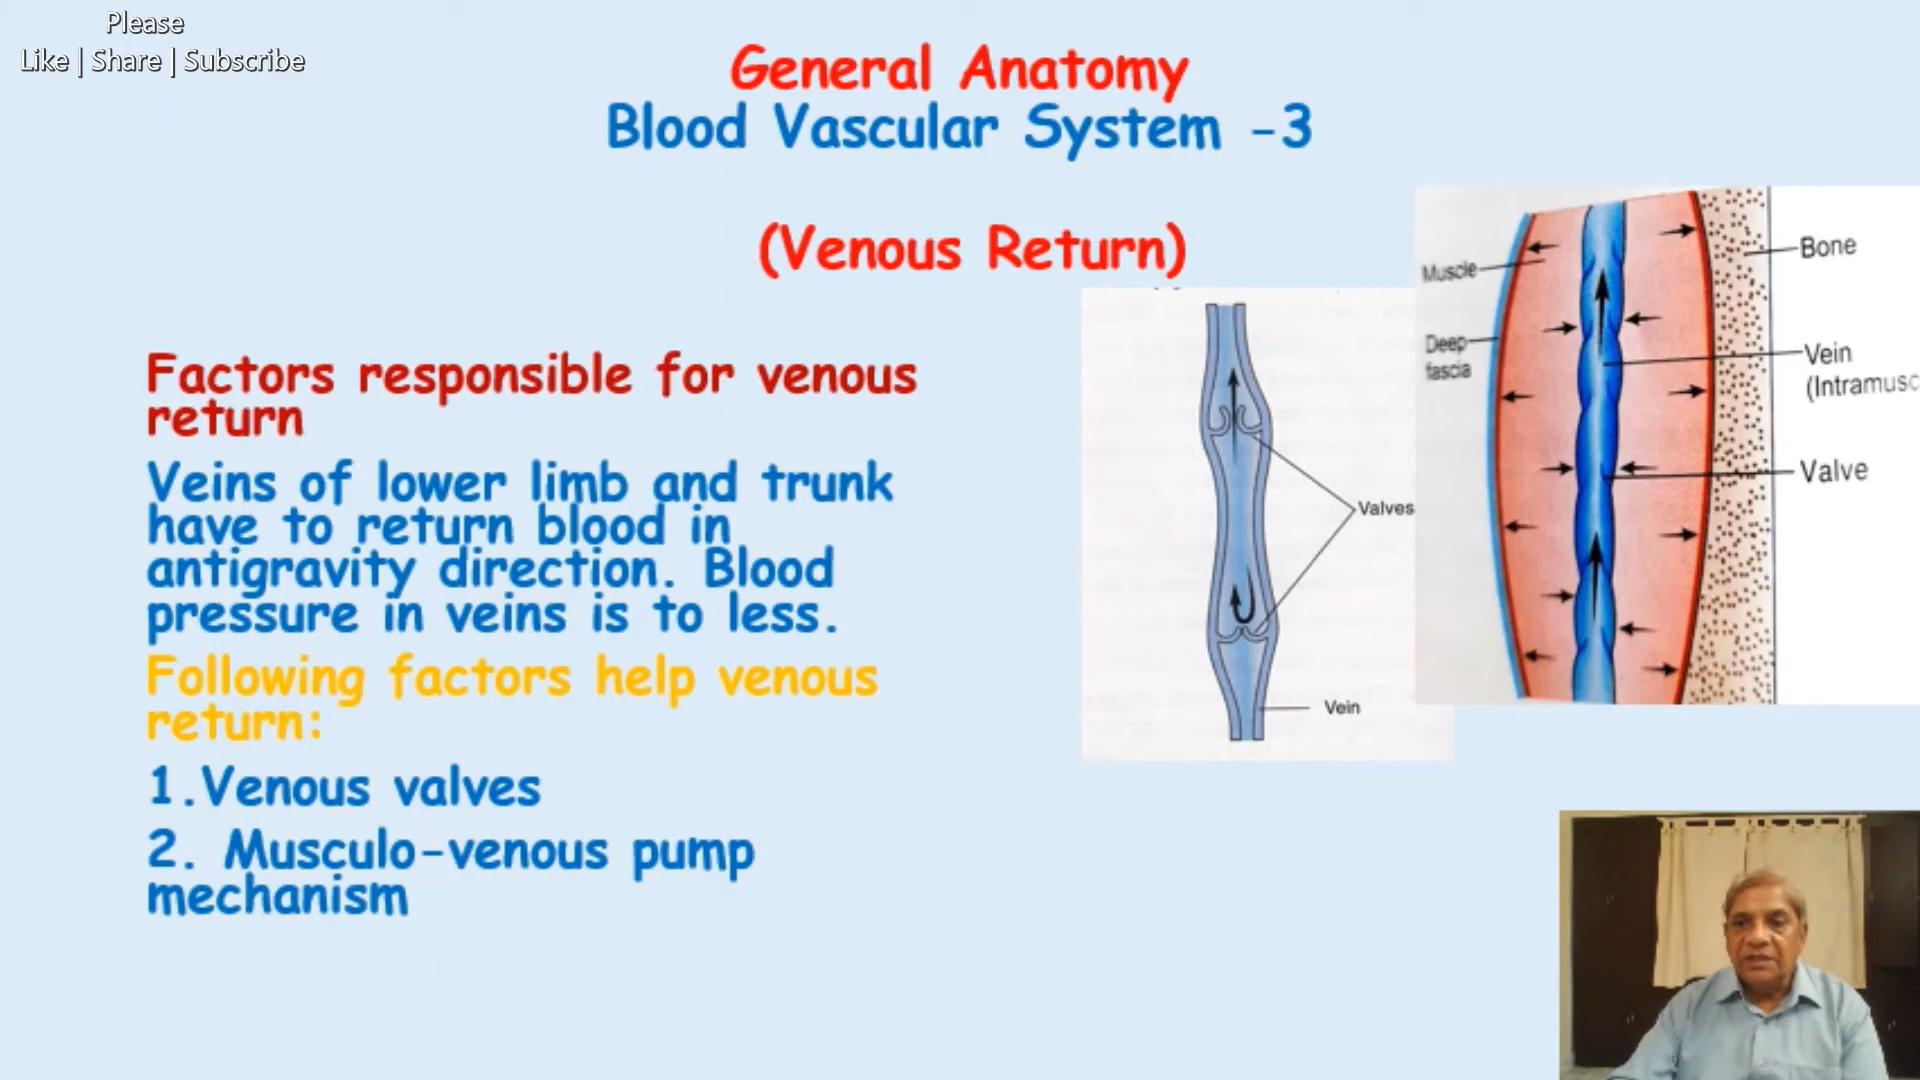 Please
Like | Share | Subscribe
General Anatomy
Blood Vascular System -3
(Venous Return)
Factors responsible for venous
return
Veins of lower limb and trunk
have to return blood in
antigravity direction. Blood
pressure in veins is to less.
Following factors help venous
return:
1.Venous valves
2. Musculo-venous pump
mechanism
Valves
Vein
Muscle
Deep
fascia
Bone
Vein
(Intramusc
Valve